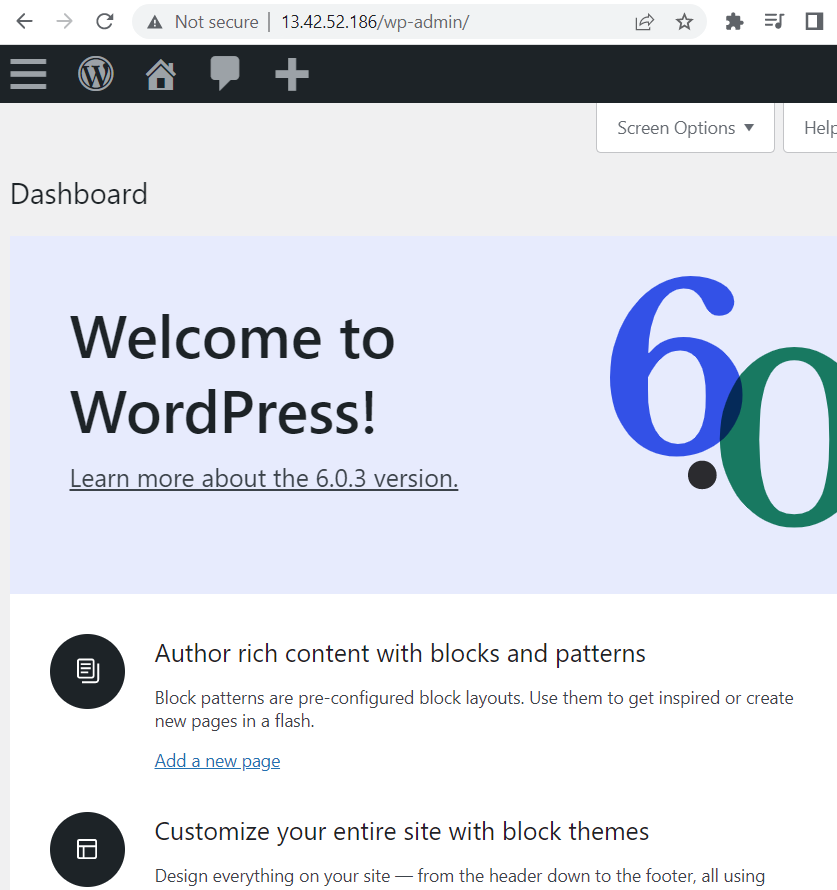 Not secure | 13.42.52.186/wp-admin/
Screen Options ▼
Help
Dashboard
Welcome to
WordPress!
Learn more about the 6.0.3 version.
6.0
Author rich content with blocks and patterns
Block patterns are pre-configured block layouts. Use them to get inspired or create
new pages in a flash.
Add a new page
Customize your entire site with block themes
Design everything on your site — from the header down to the footer, all using